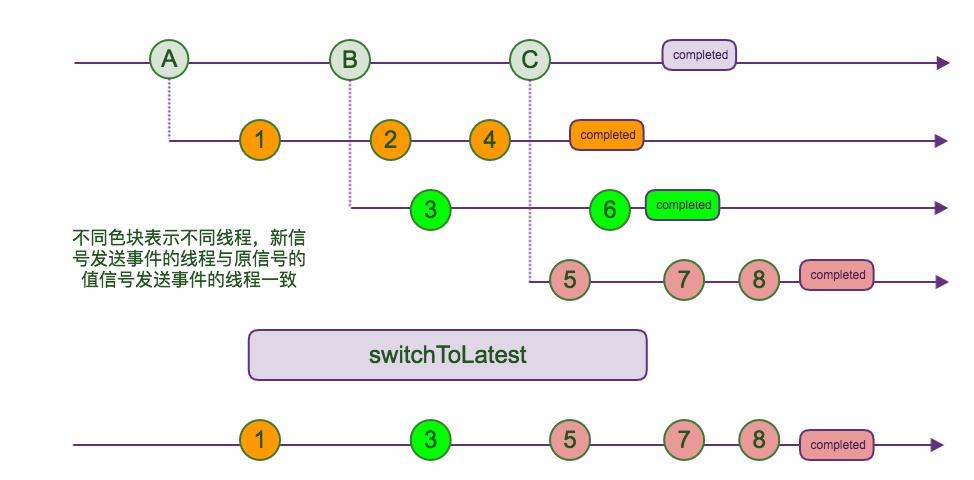 A B C completed
1 2 4 completed
3 6 completed
不同色块表示不同线程，新信
号发送事件的线程与原信号的
值信号发送事件的线程一致
5 7 8 completed
switchToLatest
1 3 5 7 8 completed